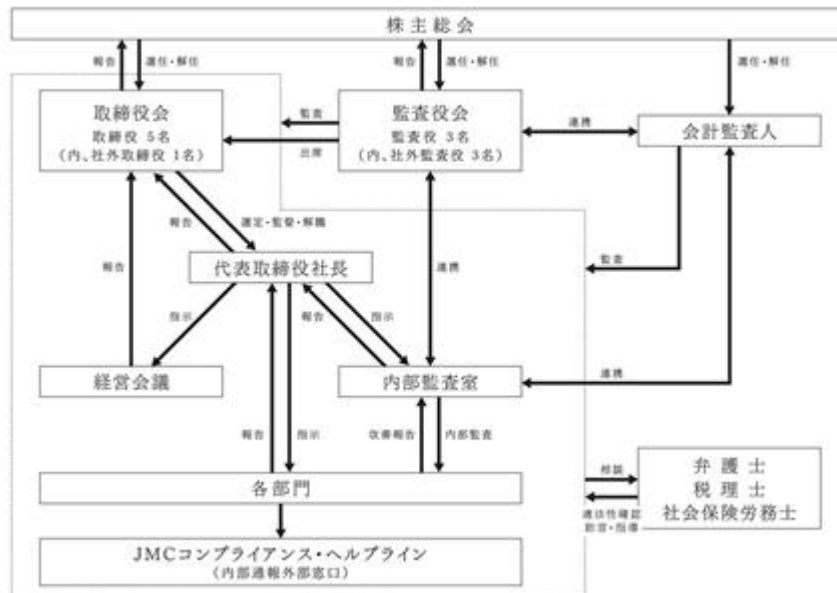 株主総会
報告
選任・解任
報告
選任・解任
選任・解任
取締役会
取締役 5名
(内、社外取締役 1名)
監査
出席
監査役会
監査役 3名
(内、社外監査役 3名)
連携
会計監査人
報告
選定・監督・解職
報告
代表取締役社長
連携
監査
指示
報告
指示
経営会議
内部監査室
連携
報告
指示
改善報告
内部監査
各部門
相談
適法性確認
助言・指導
弁護士
税理士
社会保険労務士
JMCコンプライアンス・ヘルプライン
(内部通報外部窓口)